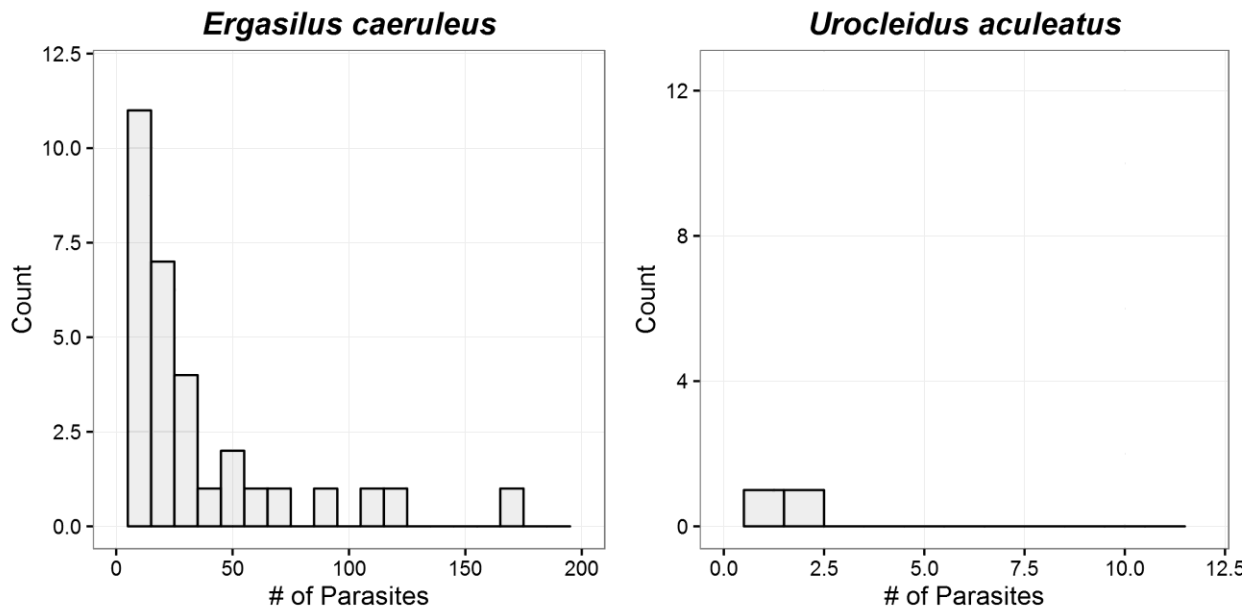 Ergasilus caeruleus
Count
12.5
10.0
7.5
5.0
2.5
0.0
0 50 100 150 200
# of Parasites
Urocleidus aculeatus
Count
12
8
4
0
0.0 2.5 5.0 7.5 10.0 12.5
# of Parasites